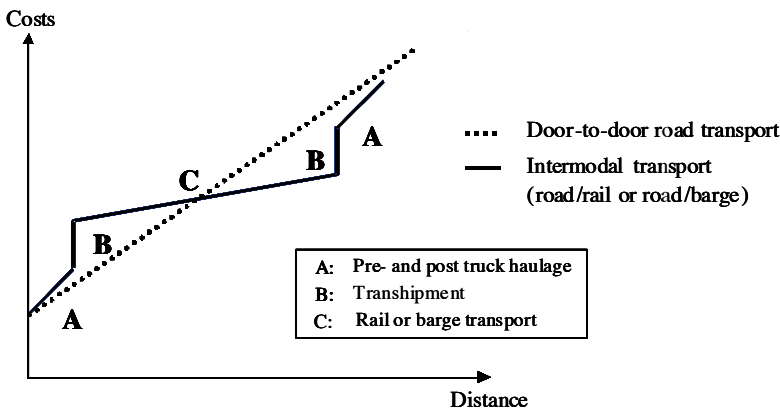 Costs
Door-to-door road transport
Intermodal transport
(road/rail or road/barge)
A
B
C
B
A
A: Pre- and post truck haulage
B: Transhipment
C: Rail or barge transport
Distance